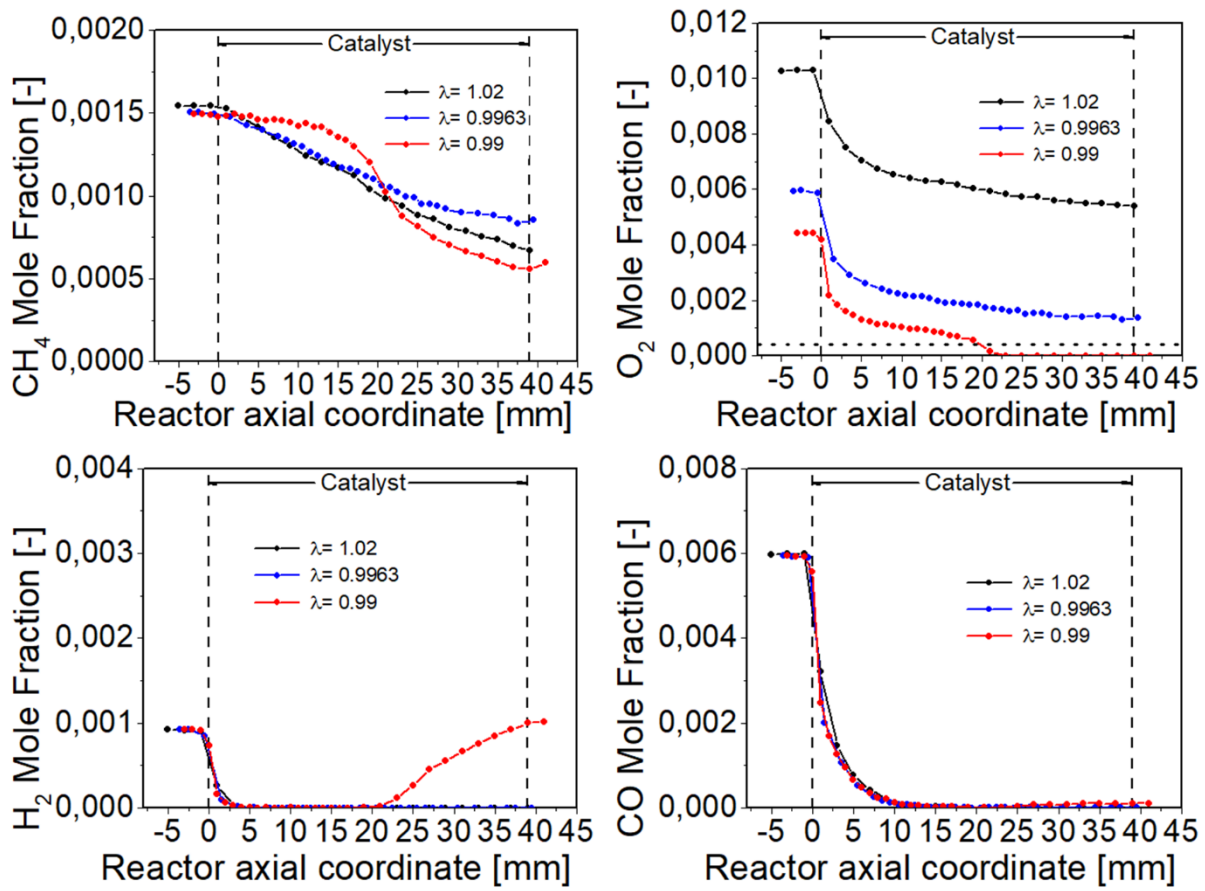 CH4 Mole Fraction [-]
0,0020
0,0015
0,0010
0,0005
0,0000
Catalyst
λ= 1.02
λ= 0.9963
λ= 0.99
-5 0 5 10 15 20 25 30 35 40 45
Reactor axial coordinate [mm]
O2 Mole Fraction [-]
0,012
0,010
0,008
0,006
0,004
0,002
0,000
Catalyst
λ= 1.02
λ= 0.9963
λ= 0.99
-5 0 5 10 15 20 25 30 35 40 45
Reactor axial coordinate [mm]
H2 Mole Fraction [-]
0,004
0,003
0,002
0,001
0,000
Catalyst
λ= 1.02
λ= 0.9963
λ= 0.99
-5 0 5 10 15 20 25 30 35 40 45
Reactor axial coordinate [mm]
CO Mole Fraction [-]
0,008
0,006
0,004
0,002
0,000
Catalyst
λ= 1.02
λ= 0.9963
λ= 0.99
-5 0 5 10 15 20 25 30 35 40 45
Reactor axial coordinate [mm]